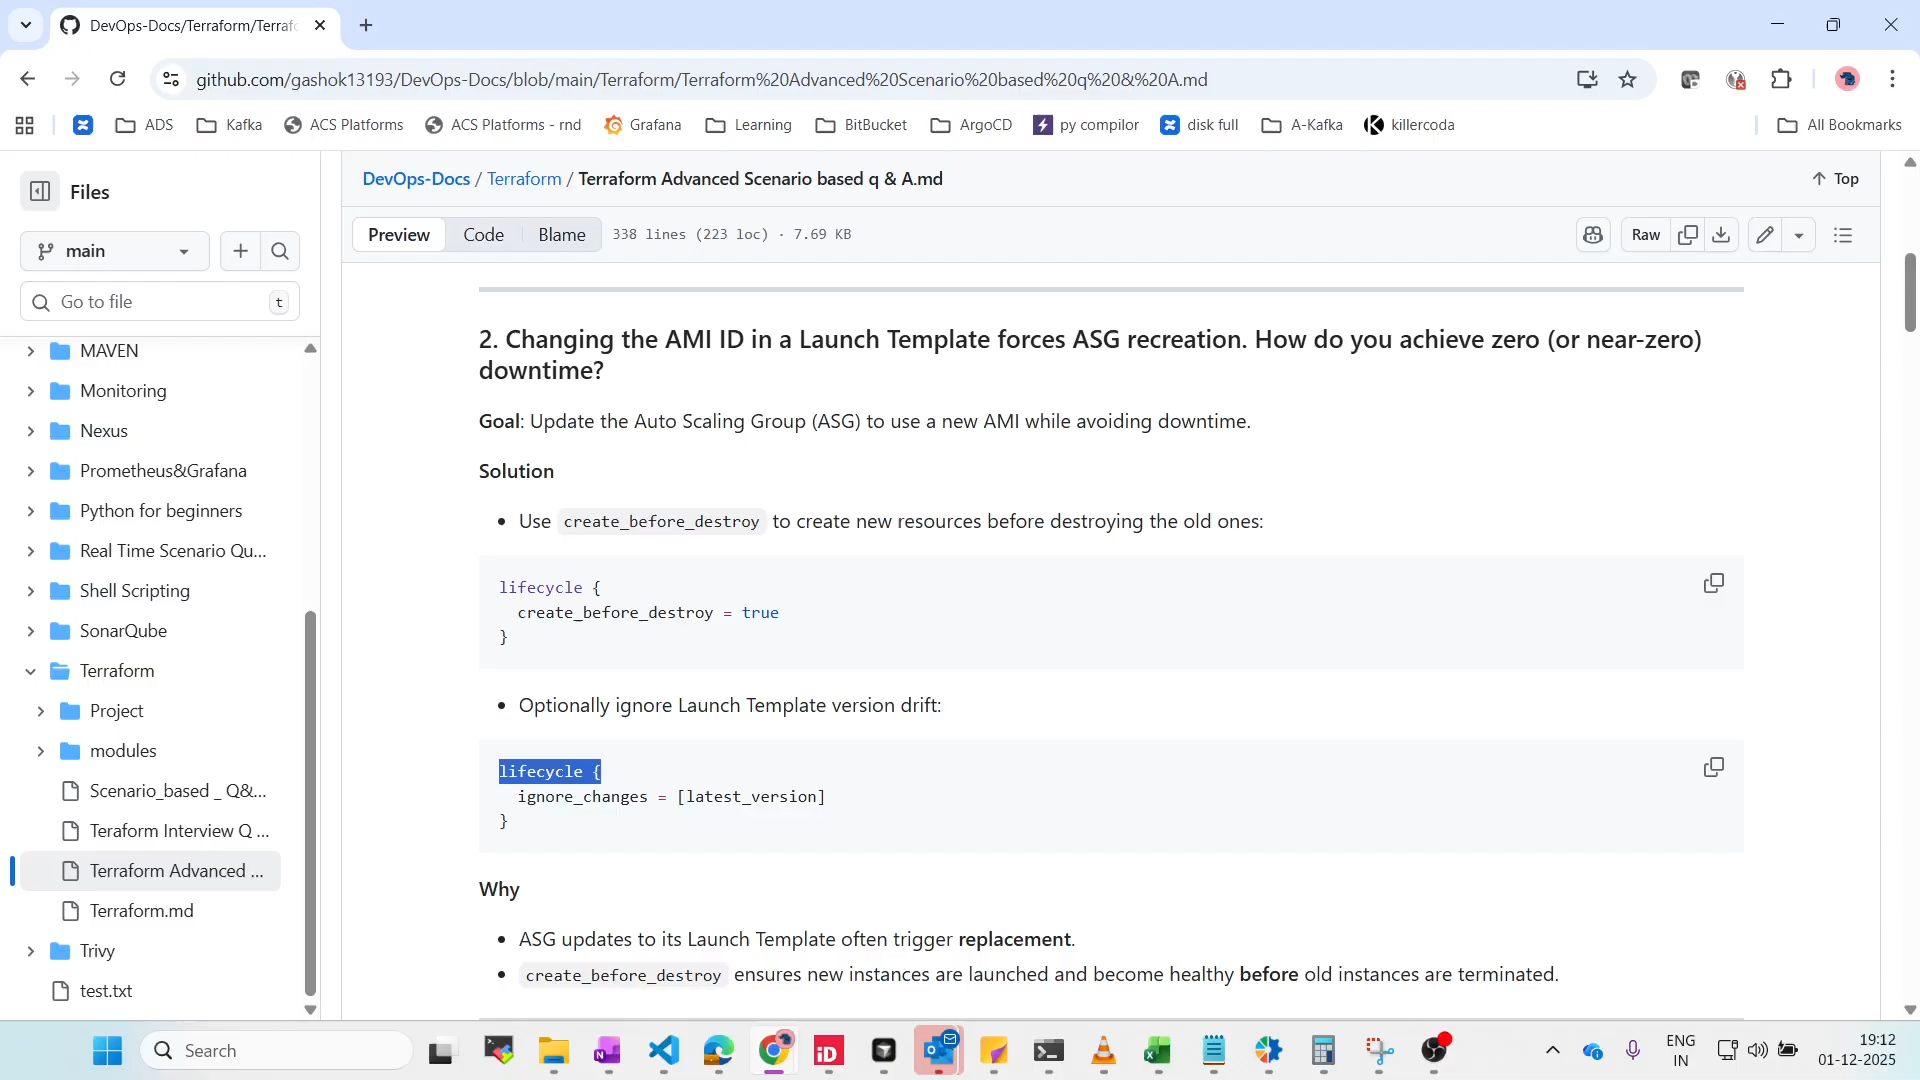 DevOps-Docs/Terraform/Terrafo
github.com/gashok13193/DevOps-Docs/blob/main/Terraform/Terraform%20Advanced%20Scenario%20based%20q%20&%20A.md
ADS
Kafka
ACS Platforms
ACS Platforms - rnd
Grafana
Learning
BitBucket
ArgoCD
py compilor
disk full
A-Kafka
killercoda
All Bookmarks
Files
main
Go to file
t
MAVEN
Monitoring
Nexus
Prometheus&Grafana
Python for beginners
Real Time Scenario Qu...
Shell Scripting
SonarQube
Terraform
Project
modules
Scenario_based _ Q&...
Teraform Interview Q ...
Terraform Advanced ...
Terraform.md
Trivy
test.txt
DevOps-Docs / Terraform / Terraform Advanced Scenario based q & A.md
Top
Preview
Code
Blame
338 lines (223 loc) · 7.69 KB
Raw
2. Changing the AMI ID in a Launch Template forces ASG recreation. How do you achieve zero (or near-zero)
downtime?
Goal: Update the Auto Scaling Group (ASG) to use a new AMI while avoiding downtime.
Solution
• Use create_before_destroy to create new resources before destroying the old ones:
lifecycle {
create_before_destroy = true
}
• Optionally ignore Launch Template version drift:
lifecycle {
ignore_changes = [latest_version]
}
Why
• ASG updates to its Launch Template often trigger replacement.
• create_before_destroy ensures new instances are launched and become healthy before old instances are terminated.
Search
iD
ENG
IN
19:12
01-12-2025